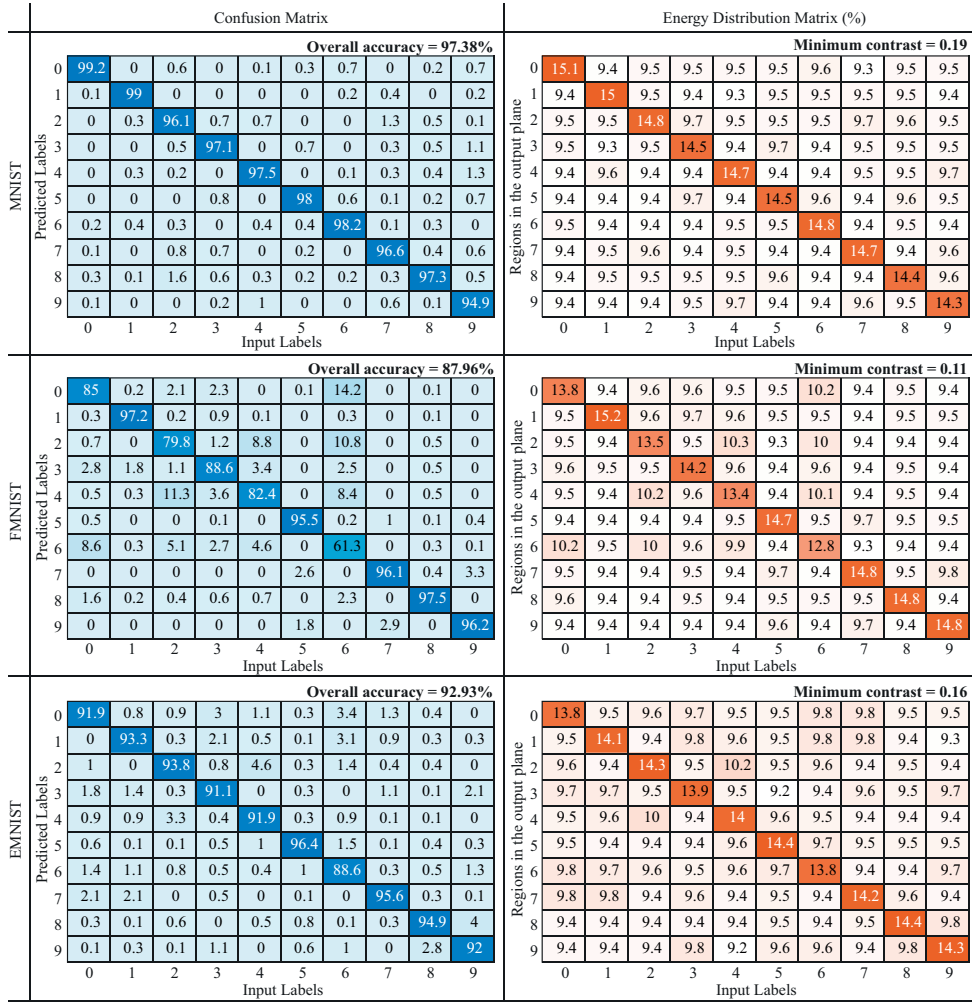 Confusion Matrix
Energy Distribution Matrix (%)
MNIST
Overall accuracy = 97.38%
Predicted Labels
0 99.2 0 0.6 0 0.1 0.3 0.7 0 0.2 0.7
1 0.1 99 0 0 0 0 0.2 0.4 0 0.2
2 0 0.3 96.1 0.7 0.7 0 0 1.3 0.5 0.1
3 0 0 0.5 97.1 0 0.7 0 0.3 0.5 1.1
4 0 0.3 0.2 0 97.5 0 0.1 0.3 0.4 1.3
5 0 0 0 0.8 0 98 0.6 0.1 0.2 0.7
6 0.2 0.4 0.3 0 0.4 0.4 98.2 0.1 0.3 0
7 0.1 0 0.8 0.7 0 0.2 0 96.6 0.4 0.6
8 0.3 0.1 1.6 0.6 0.3 0.2 0.2 0.3 97.3 0.5
9 0.1 0 0 0.2 1 0 0 0.6 0.1 94.9
0 1 2 3 4 5 6 7 8 9
Input Labels
Minimum contrast = 0.19
Regions in the output plane
0 15.1 9.4 9.5 9.5 9.5 9.5 9.6 9.3 9.5 9.5
1 9.4 15 9.5 9.4 9.3 9.5 9.5 9.5 9.5 9.4
2 9.5 9.5 14.8 9.7 9.5 9.5 9.5 9.7 9.6 9.5
3 9.5 9.3 9.5 14.5 9.4 9.7 9.4 9.5 9.5 9.5
4 9.4 9.6 9.4 9.4 14.7 9.4 9.4 9.5 9.5 9.7
5 9.4 9.4 9.4 9.7 9.4 14.5 9.6 9.4 9.6 9.5
6 9.5 9.4 9.4 9.4 9.5 9.5 14.8 9.4 9.5 9.4
7 9.4 9.5 9.6 9.4 9.5 9.4 9.4 14.7 9.4 9.6
8 9.4 9.5 9.5 9.5 9.5 9.6 9.4 9.4 14.4 9.6
9 9.4 9.4 9.4 9.5 9.7 9.4 9.4 9.6 9.5 14.3
0 1 2 3 4 5 6 7 8 9
Input Labels
FMNIST
Overall accuracy = 87.96%
Predicted Labels
0 85 0.2 2.1 2.3 0 0.1 14.2 0 0.1 0
1 0.3 97.2 0.2 0.9 0.1 0 0.3 0 0.1 0
2 0.7 0 79.8 1.2 8.8 0 10.8 0 0.5 0
3 2.8 1.8 1.1 88.6 3.4 0 2.5 0 0.5 0
4 0.5 0.3 11.3 3.6 82.4 0 8.4 0 0.5 0
5 0.5 0 0 0.1 0 95.5 0.2 1 0.1 0.4
6 8.6 0.3 5.1 2.7 4.6 0 61.3 0 0.3 0.1
7 0 0 0 0 0 2.6 0 96.1 0.4 3.3
8 1.6 0.2 0.4 0.6 0.7 0 2.3 0 97.5 0
9 0 0 0 0 0 1.8 0 2.9 0 96.2
0 1 2 3 4 5 6 7 8 9
Input Labels
Minimum contrast = 0.11
Regions in the output plane
0 13.8 9.4 9.6 9.6 9.5 9.5 10.2 9.4 9.5 9.4
1 9.5 15.2 9.6 9.7 9.6 9.5 9.5 9.4 9.5 9.5
2 9.5 9.4 13.5 9.5 10.3 9.3 10 9.4 9.4 9.4
3 9.6 9.5 9.5 14.2 9.6 9.4 9.6 9.4 9.5 9.4
4 9.5 9.4 10.2 9.6 13.4 9.4 10.1 9.4 9.5 9.4
5 9.4 9.4 9.4 9.4 9.5 14.7 9.5 9.7 9.5 9.5
6 10.2 9.5 10 9.6 9.9 9.4 12.8 9.3 9.4 9.4
7 9.5 9.4 9.4 9.5 9.4 9.7 9.4 14.8 9.5 9.8
8 9.6 9.4 9.4 9.4 9.4 9.5 9.5 9.5 14.8 9.4
9 9.4 9.4 9.4 9.4 9.4 9.6 9.4 9.7 9.4 14.8
0 1 2 3 4 5 6 7 8 9
Input Labels
EMNIST
Overall accuracy = 92.93%
Predicted Labels
0 91.9 0.8 0.9 3 1.1 0.3 3.4 1.3 0.4 0
1 0 93.3 0.3 2.1 0.5 0.1 3.1 0.9 0.3 0.3
2 1 0 93.8 0.8 4.6 0.3 1.4 0.4 0.4 0
3 1.8 1.4 0.3 91.1 0 0.3 0 1.1 0.1 2.1
4 0.9 0.9 3.3 0.4 91.9 0.3 0.9 0.1 0.1 0
5 0.6 0.1 0.1 0.5 1 96.4 1.5 0.1 0.4 0.3
6 1.4 1.1 0.8 0.5 0.4 1 88.6 0.3 0.5 1.3
7 2.1 2.1 0 0.5 0 0.1 0 95.6 0.3 0.1
8 0.3 0.1 0.6 0 0.5 0.8 0.1 0.3 94.9 4
9 0.1 0.3 0.1 1.1 0 0.6 1 0 2.8 92
0 1 2 3 4 5 6 7 8 9
Input Labels
Minimum contrast = 0.16
Regions in the output plane
0 13.8 9.5 9.6 9.7 9.5 9.5 9.8 9.8 9.5 9.5
1 9.5 14.1 9.4 9.8 9.6 9.5 9.8 9.8 9.4 9.3
2 9.6 9.4 14.3 9.5 10.2 9.5 9.6 9.4 9.5 9.4
3 9.7 9.7 9.5 13.9 9.5 9.2 9.4 9.6 9.5 9.7
4 9.5 9.6 10 9.4 14 9.6 9.5 9.5 9.4 9.4
5 9.5 9.4 9.4 9.4 9.6 14.4 9.7 9.5 9.5 9.5
6 9.8 9.7 9.6 9.5 9.6 9.7 13.8 9.4 9.4 9.7
7 9.8 9.8 9.4 9.6 9.4 9.5 9.4 14.2 9.6 9.4
8 9.4 9.4 9.4 9.4 9.5 9.5 9.4 9.5 14.4 9.8
9 9.4 9.4 9.4 9.8 9.2 9.6 9.6 9.4 9.8 14.3
0 1 2 3 4 5 6 7 8 9
Input Labels